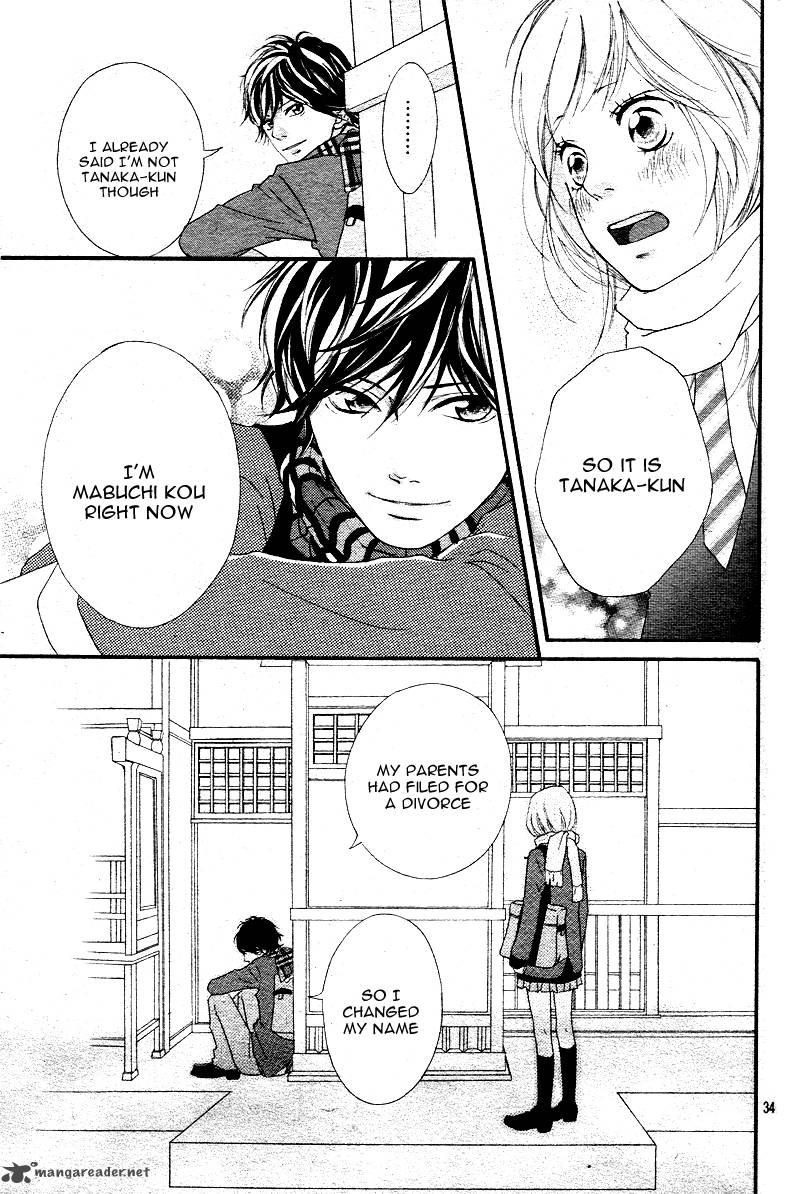 SO IT IS
TANAKA-KUN
........
I ALREADY
SAID I'M NOT
TANAKA-KUN
THOUGH
I'M
MABUCHI KOU
RIGHT NOW
MY PARENTS
HAD FILED FOR
A DIVORCE
SO I
CHANGED
MY NAME
34
mangareader.net